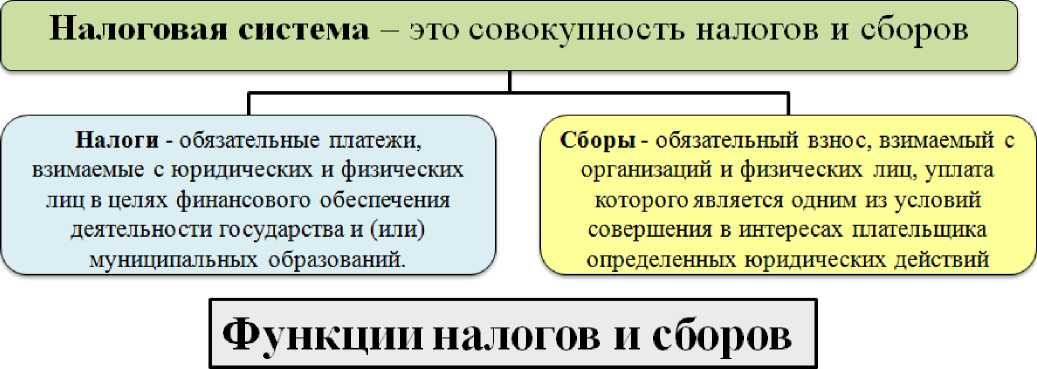 Налоговая система – это совокупность налогов и сборов
Налоги - обязательные платежи,
взимаемые с юридических и физических
лиц в целях финансового обеспечения
деятельности государства и (или)
муниципальных образований.
Сборы - обязательный взнос, взимаемый с
организаций и физических лиц, уплата
которого является одним из условий
совершения в интересах плательщика
определенных юридических действий
Функции налогов и сборов